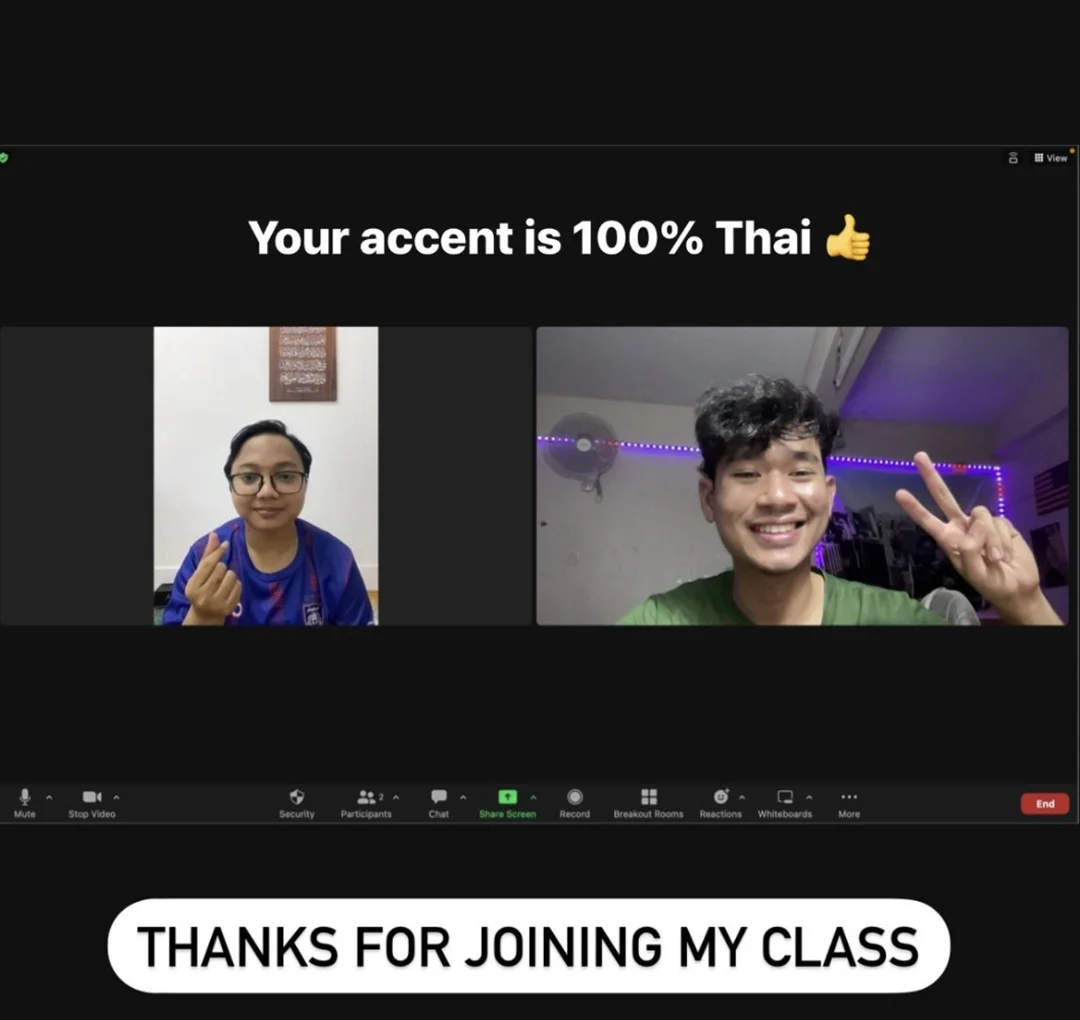 View
Your accent is 100% Thai 👍
Mute
Stop Video
Security
Participants
2
Chat
Share Screen
Record
Breakout Rooms
Reactions
Whiteboards
More
End
THANKS FOR JOINING MY CLASS